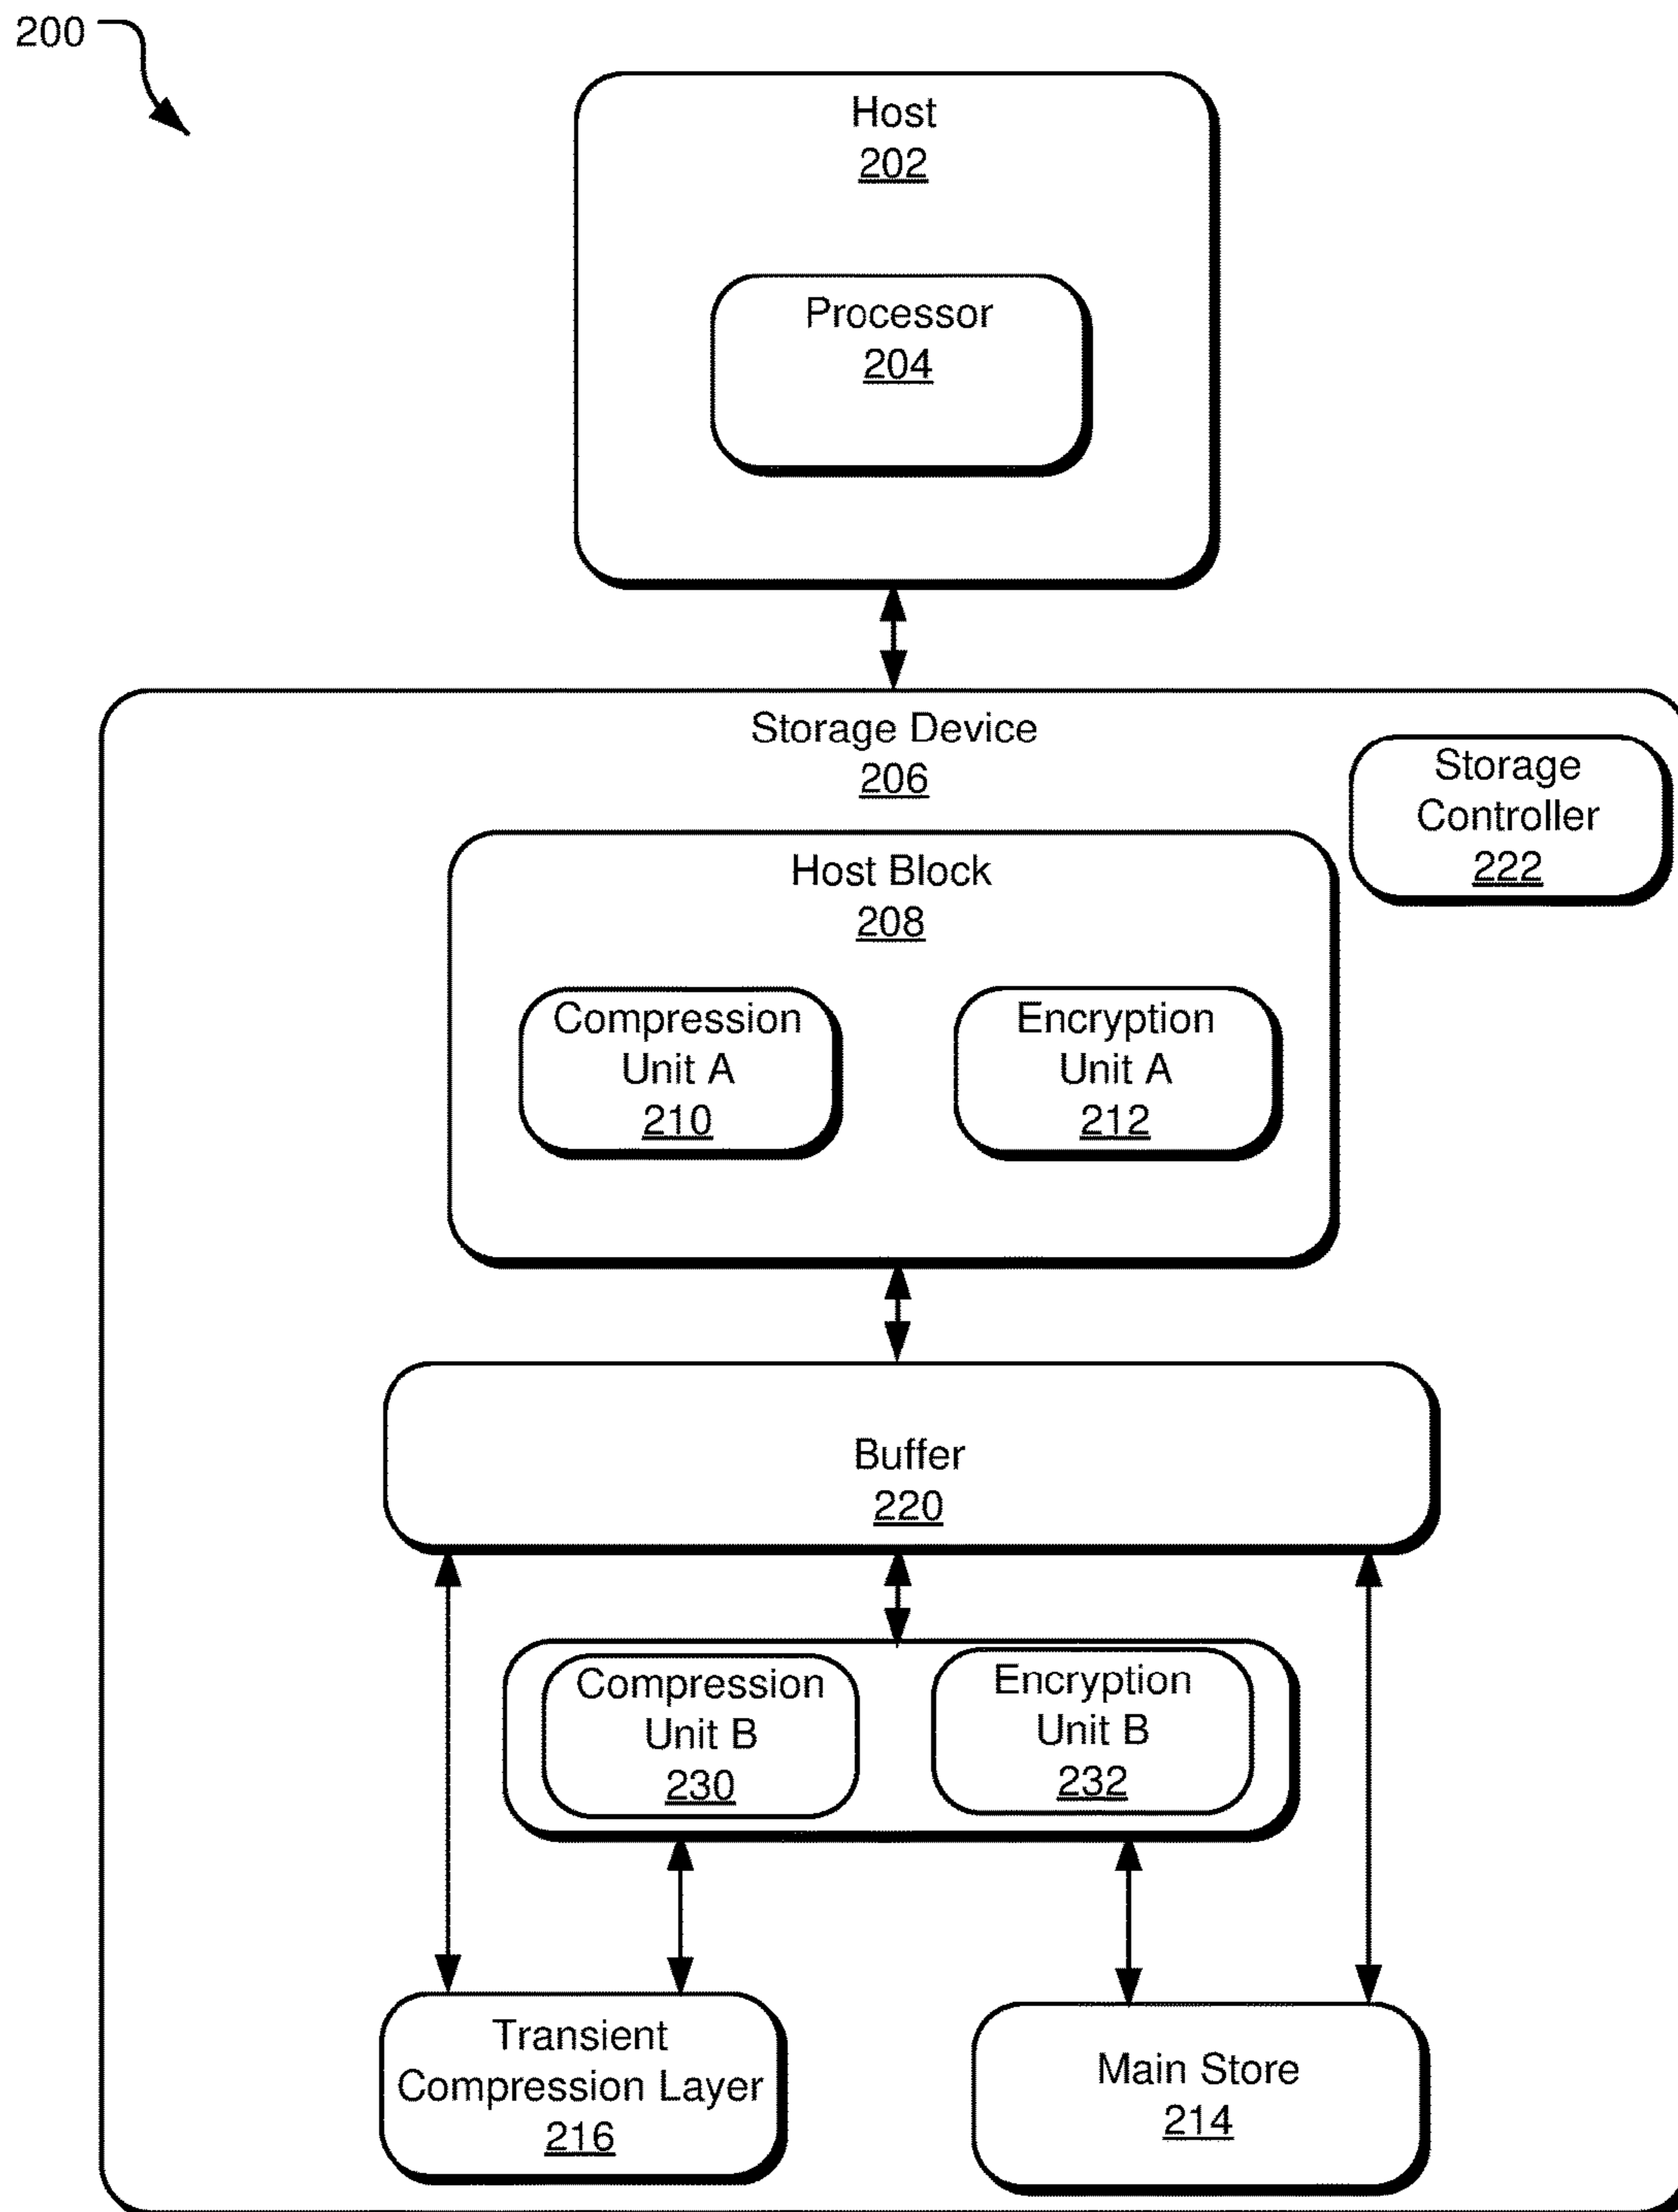 200
Host
202
Processor
204
Storage Device
206
Storage
Controller
222
Host Block
208
Compression
Unit A
210
Encryption
Unit A
212
Buffer
220
Compression
Unit B
230
Encryption
Unit B
232
Transient
Compression Layer
216
Main Store
214